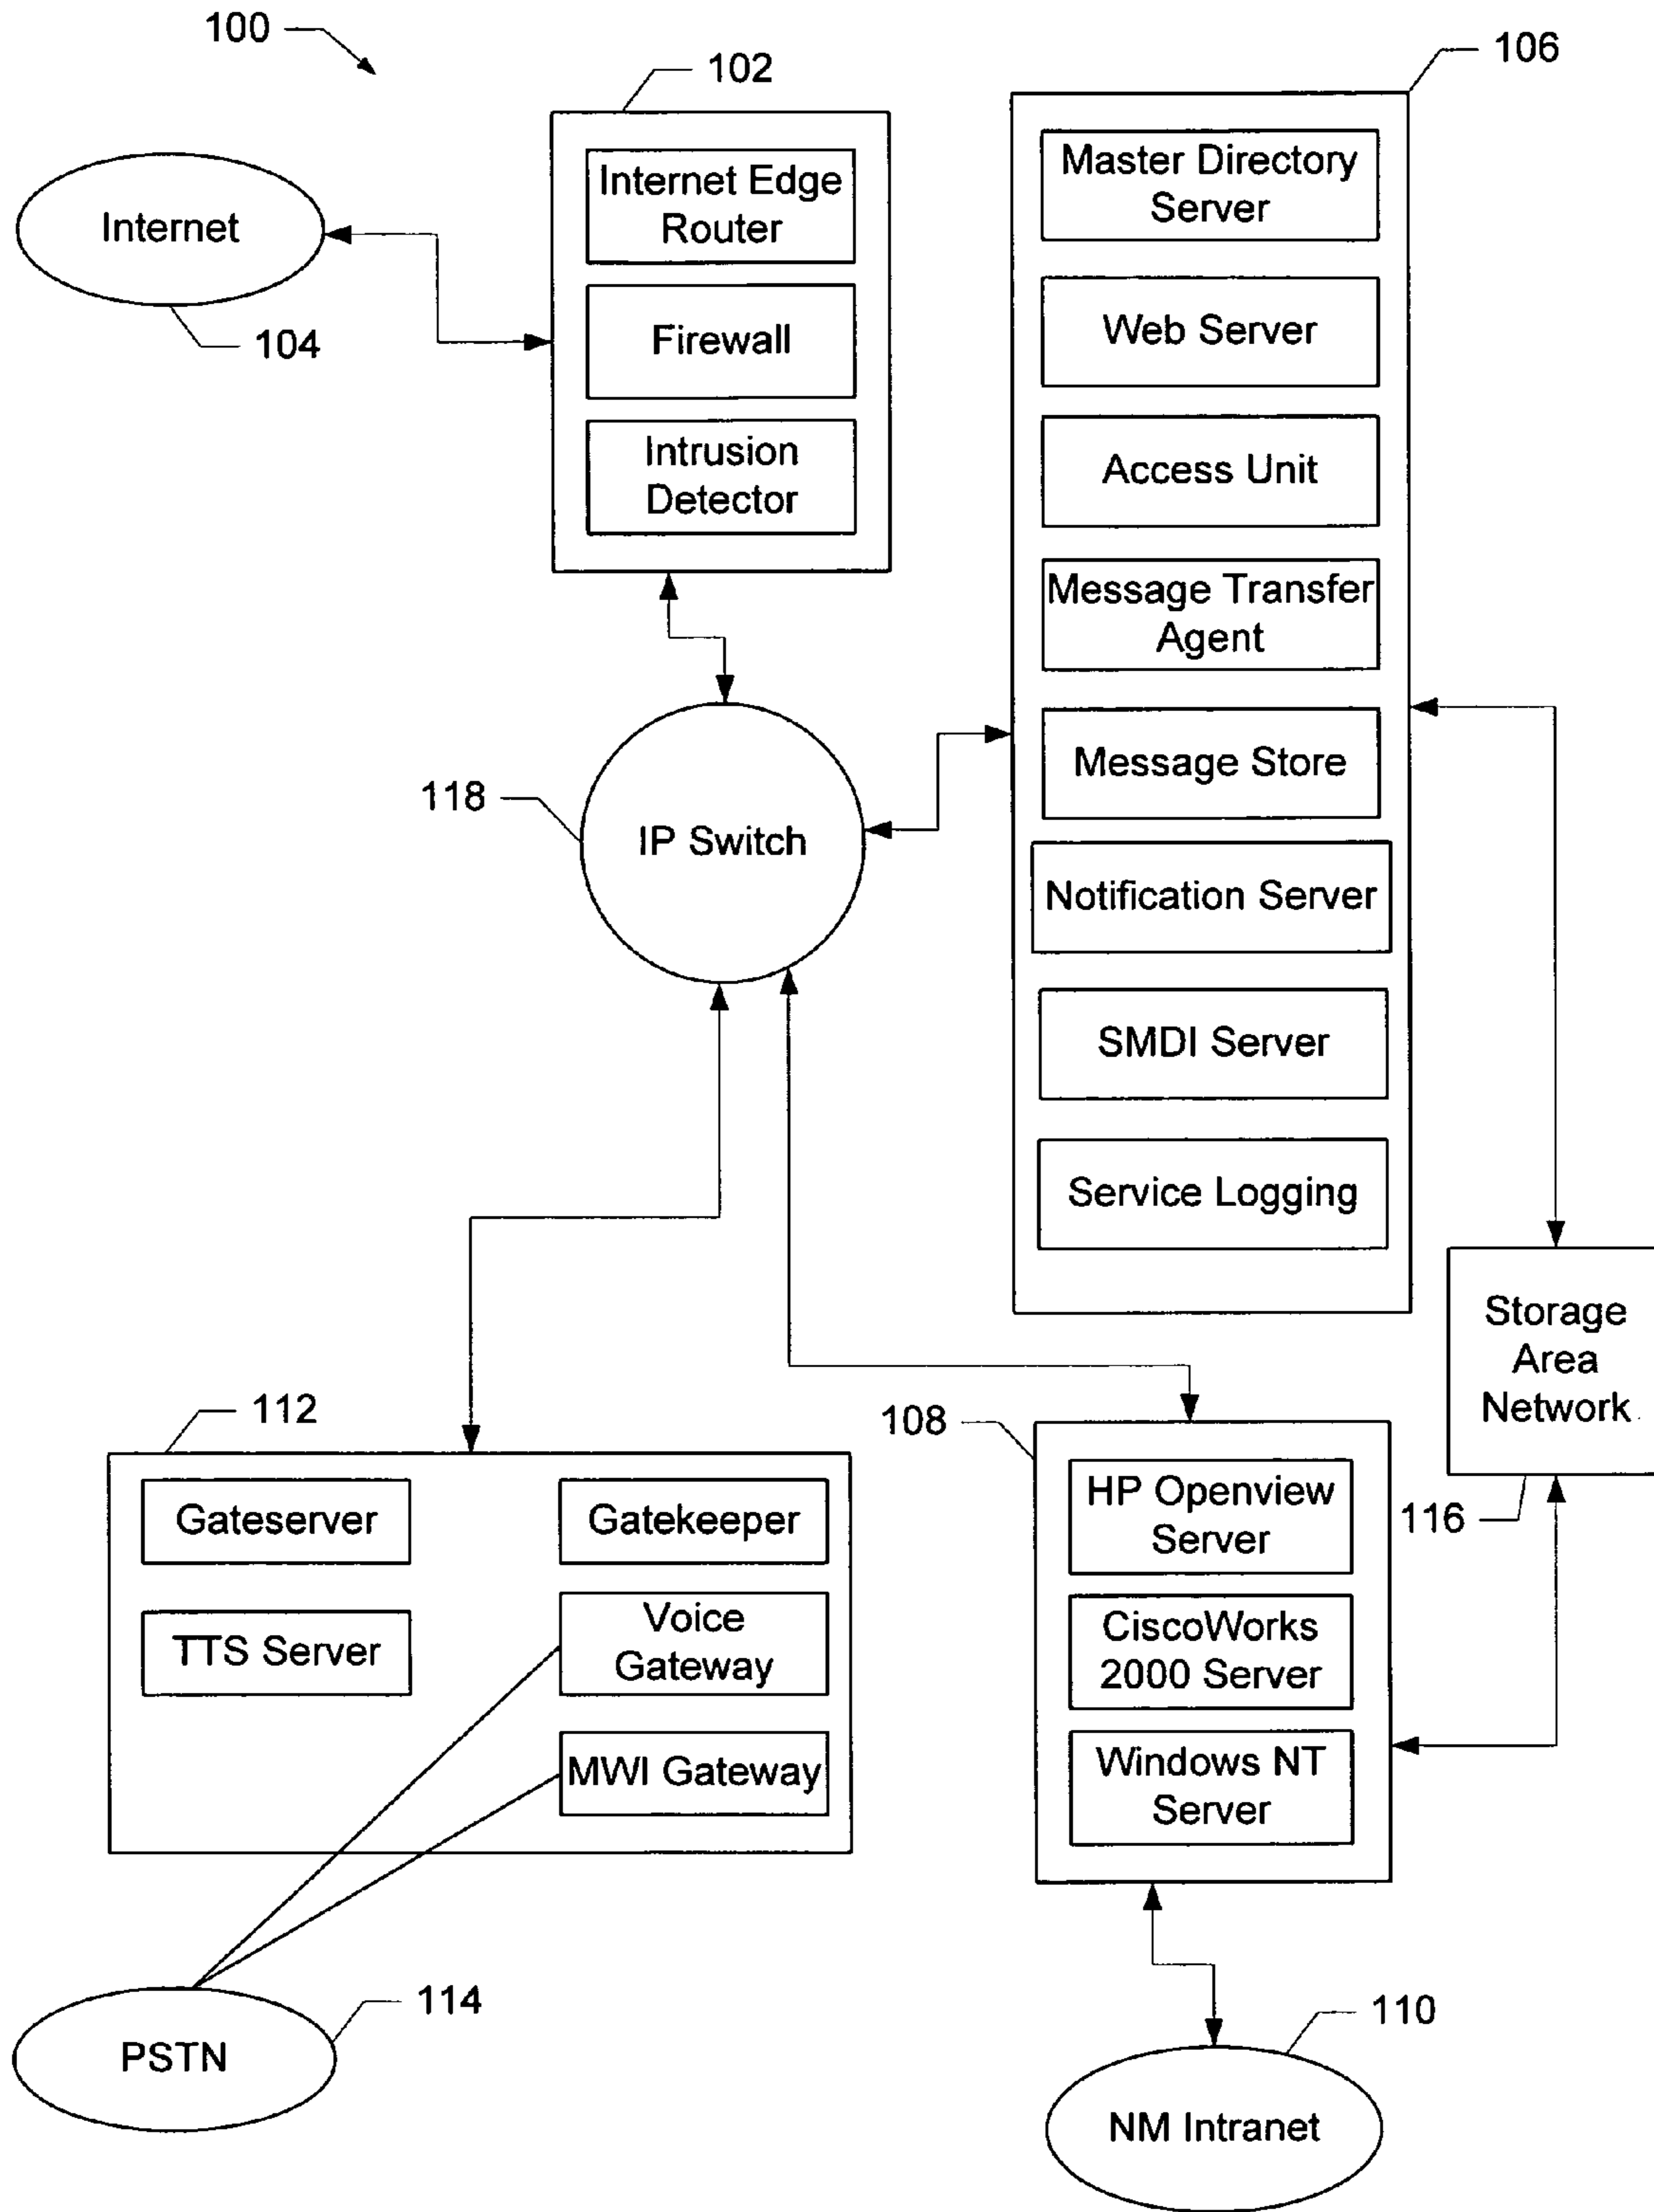 100
102
106
Internet Edge
Router
Firewall
Intrusion
Detector
Internet
104
Master Directory
Server
Web Server
Access Unit
Message Transfer
Agent
Message Store
Notification Server
SMDI Server
Service Logging
118
IP Switch
Storage
Area
Network
116
112
Gateserver
Gatekeeper
TTS Server
Voice
Gateway
MWI Gateway
108
HP Openview
Server
CiscoWorks
2000 Server
Windows NT
Server
114
PSTN
110
NM Intranet